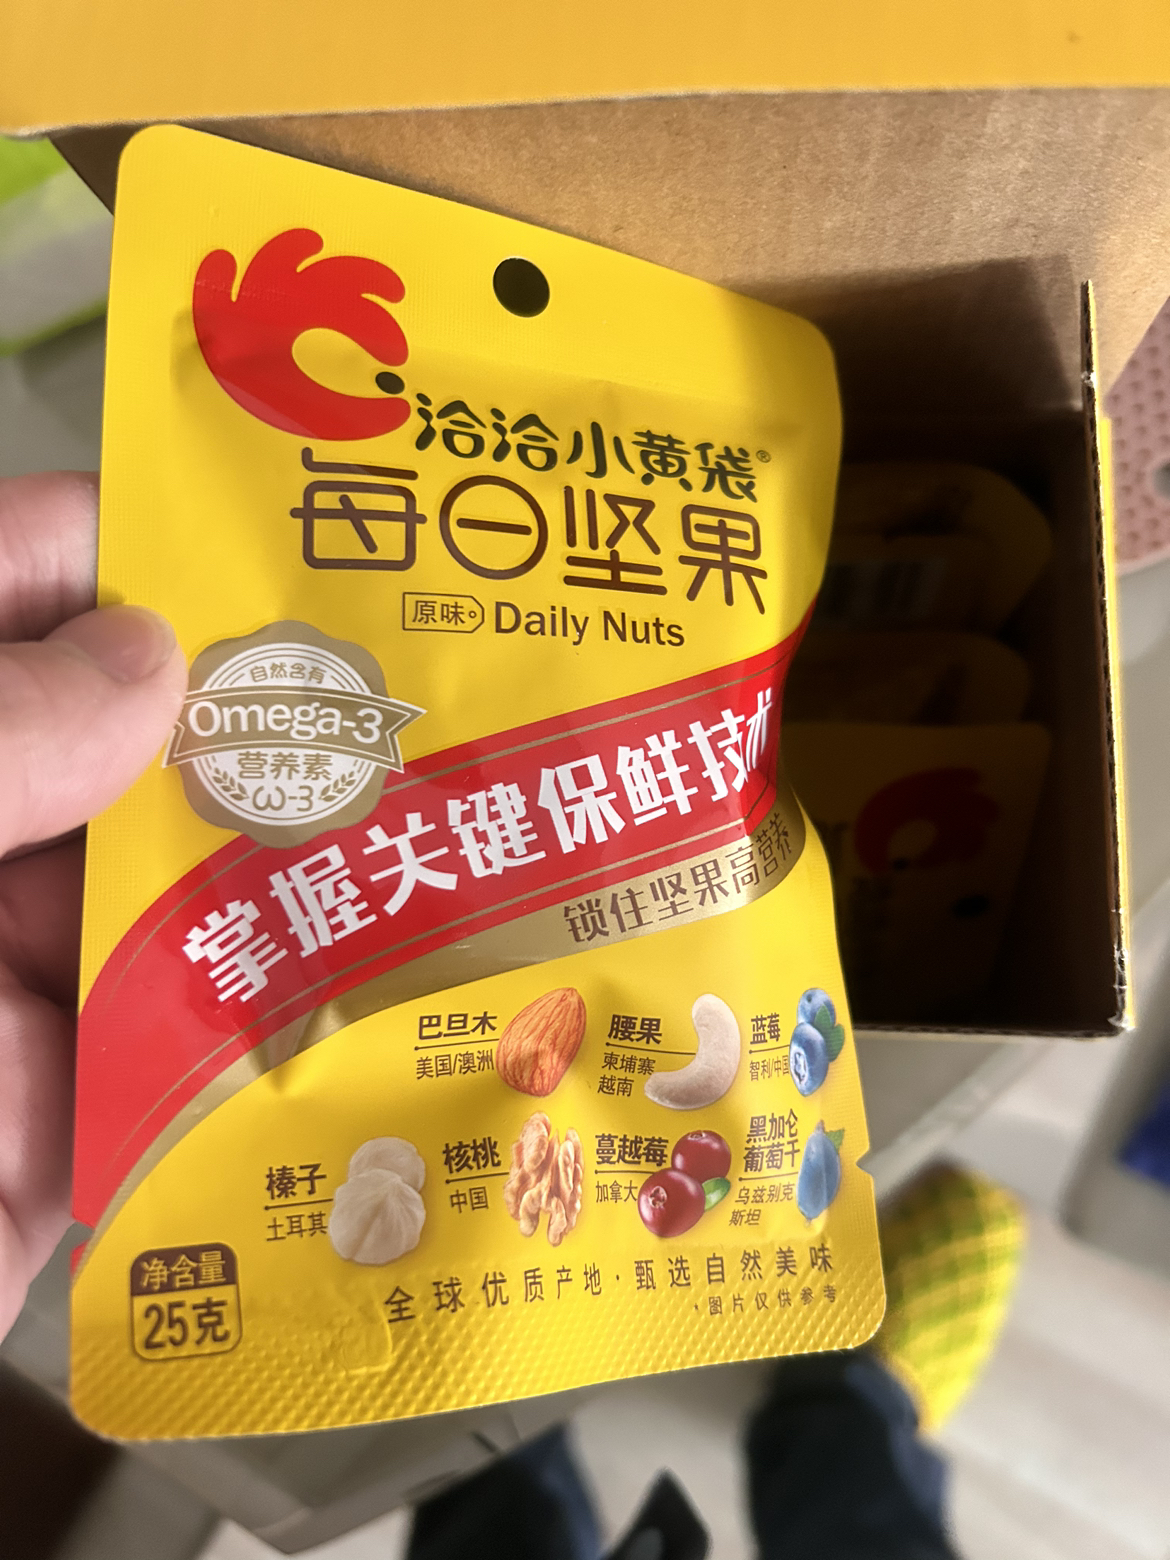 洽洽小黄袋®
每日坚果
原味 Daily Nuts
自然含有
Omega-3
营养素
ω-3
掌握关键保鲜技术
锁住坚果高营养
巴旦木
美国/澳洲
腰果
柬埔寨
越南
蓝莓
智利/中国
榛子
土耳其
核桃
中国
蔓越莓
加拿大
黑加仑
葡萄干
乌兹别克
斯坦
净含量
25克
全球优质产地·甄选自然美味
·图片仅供参考